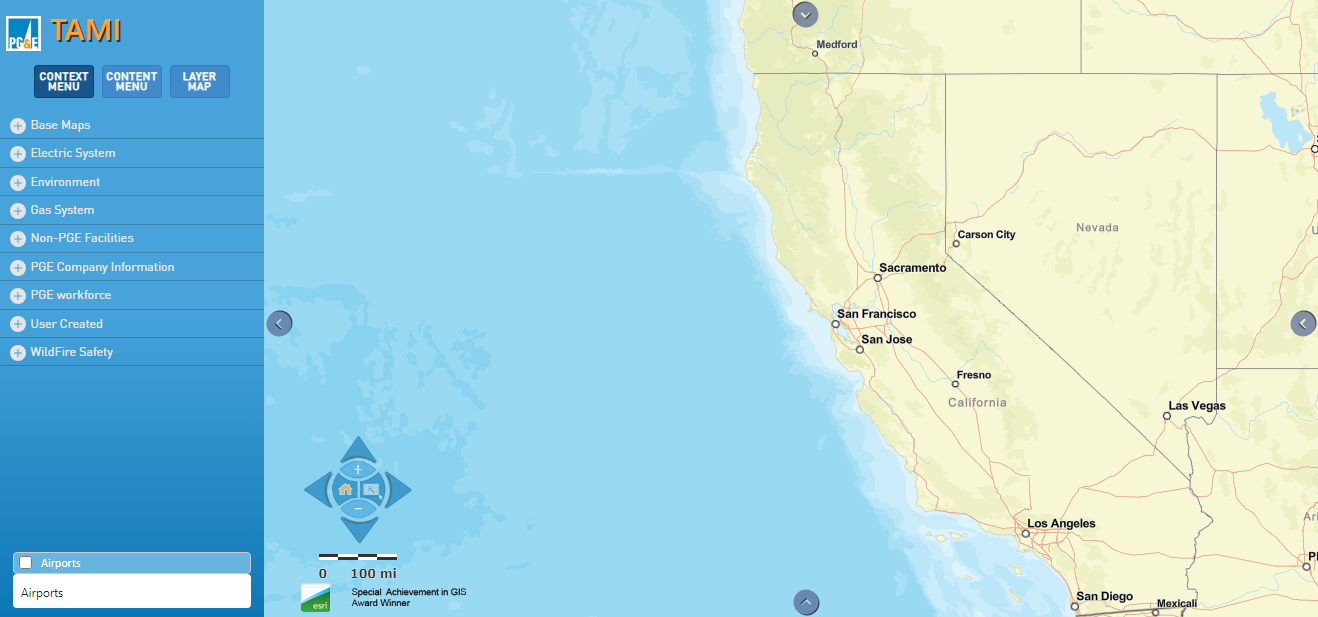 PG&E
TAMI
CONTEXT MENU
CONTENT MENU
LAYER MAP
Base Maps
Electric System
Environment
Gas System
Non-PGE Facilities
PGE Company Information
PGE workforce
User Created
WildFire Safety
Airports
Airports
Medford
Carson City
Nevada
Sacramento
San Francisco
San Jose
Fresno
California
Las Vegas
Los Angeles
San Diego
Mexicali
0 100 mi
esri
Special Achievement in GIS
Award Winner